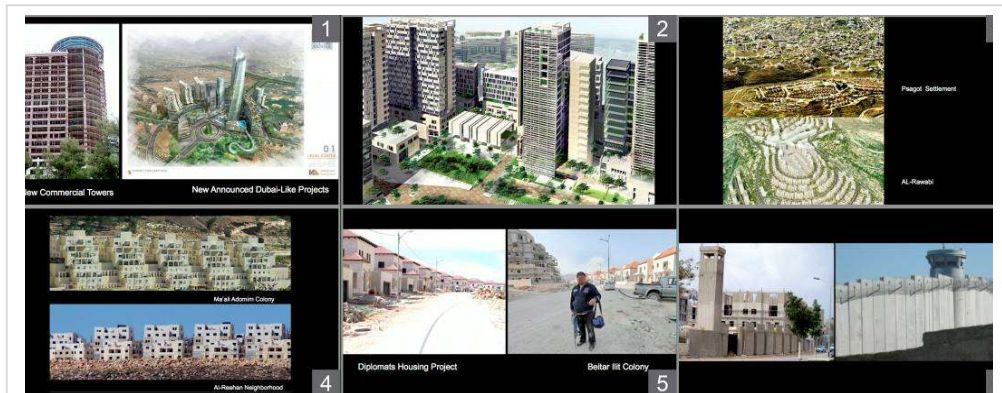 1
New Commercial Towers
New Announced Dubai-Like Projects
2
Psagot Settlement
AL-Rawabi
Ma'ali Adomim Colony
Al-Reehan Neighborhood
4
Diplomats Housing Project
Beitar Ilit Colony
5